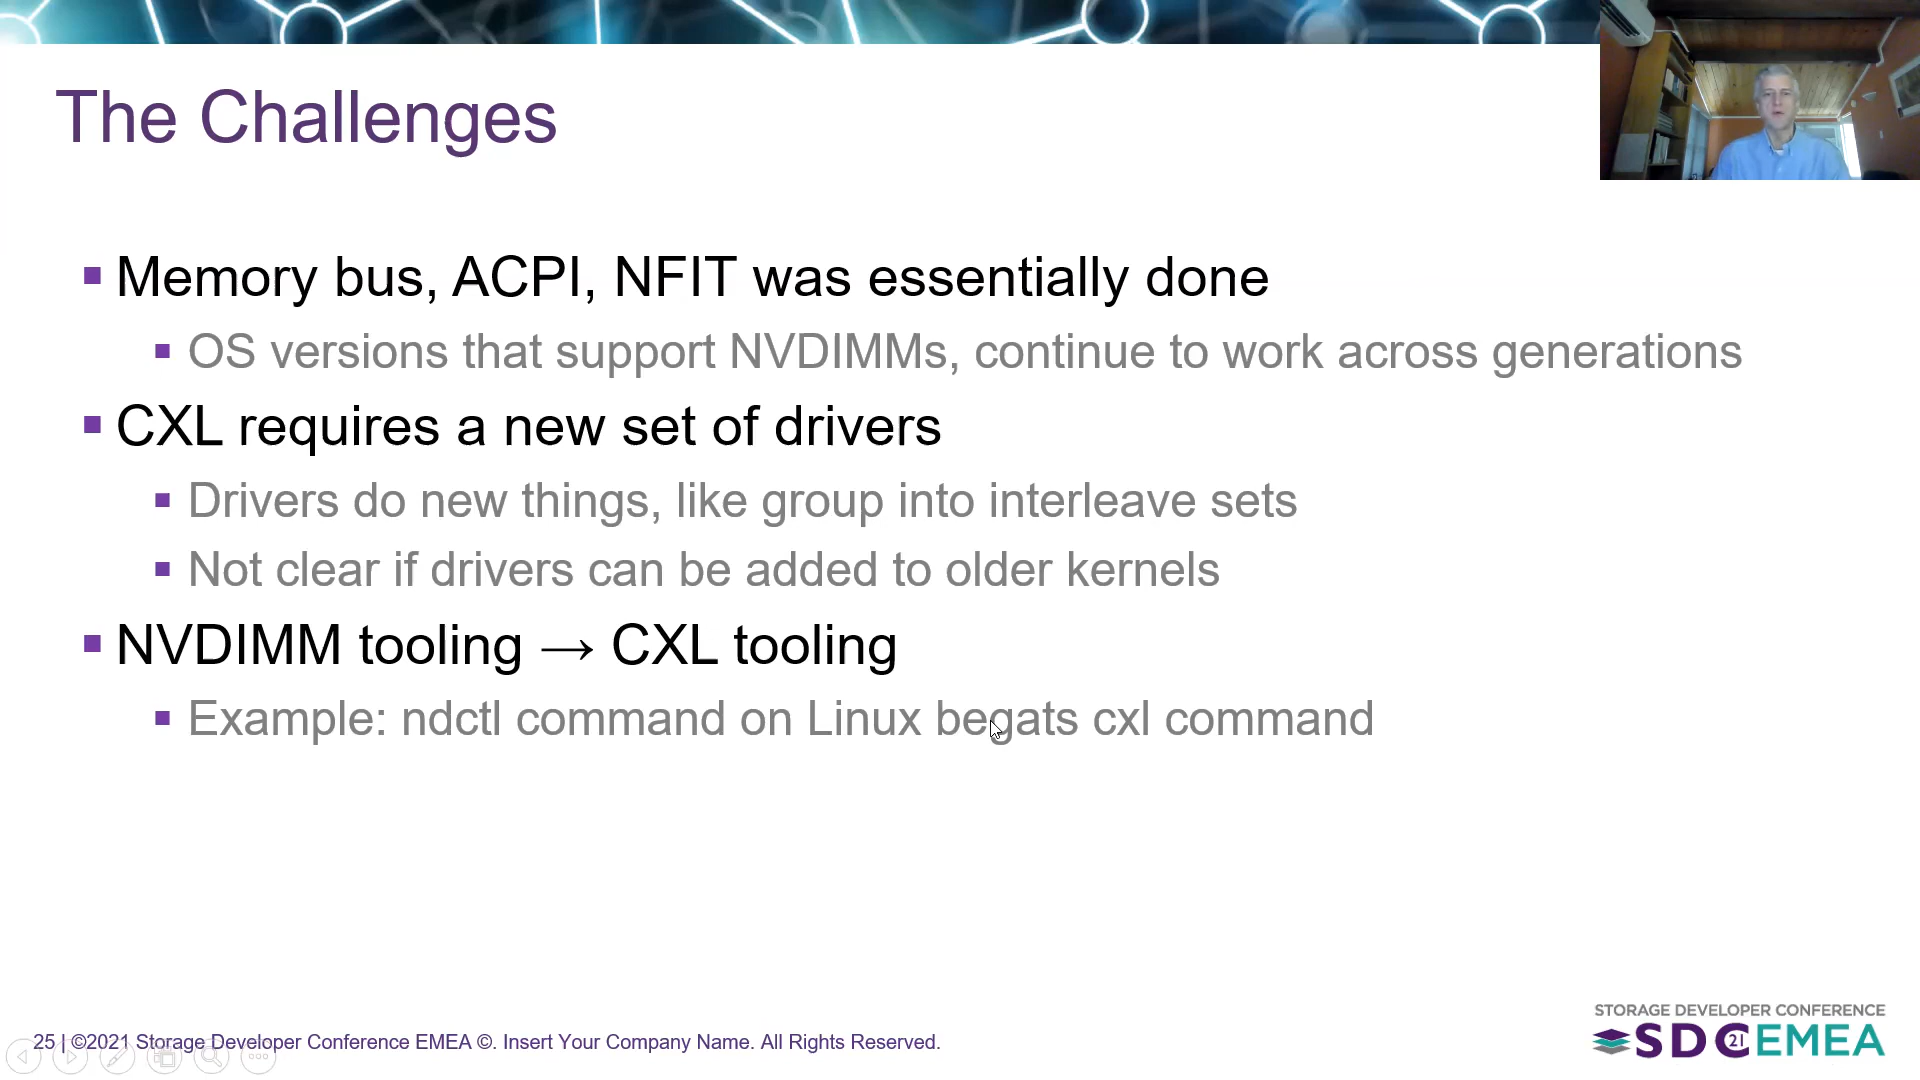 The Challenges
Memory bus, ACPI, NFIT was essentially done
OS versions that support NVDIMMs, continue to work across generations
CXL requires a new set of drivers
Drivers do new things, like group into interleave sets
Not clear if drivers can be added to older kernels
NVDIMM tooling → CXL tooling
Example: ndctl command on Linux begats cxl command
25 | ©2021 Storage Developer Conference EMEA ©. Insert Your Company Name. All Rights Reserved.
STORAGE DEVELOPER CONFERENCE
SDC 21 EMEA